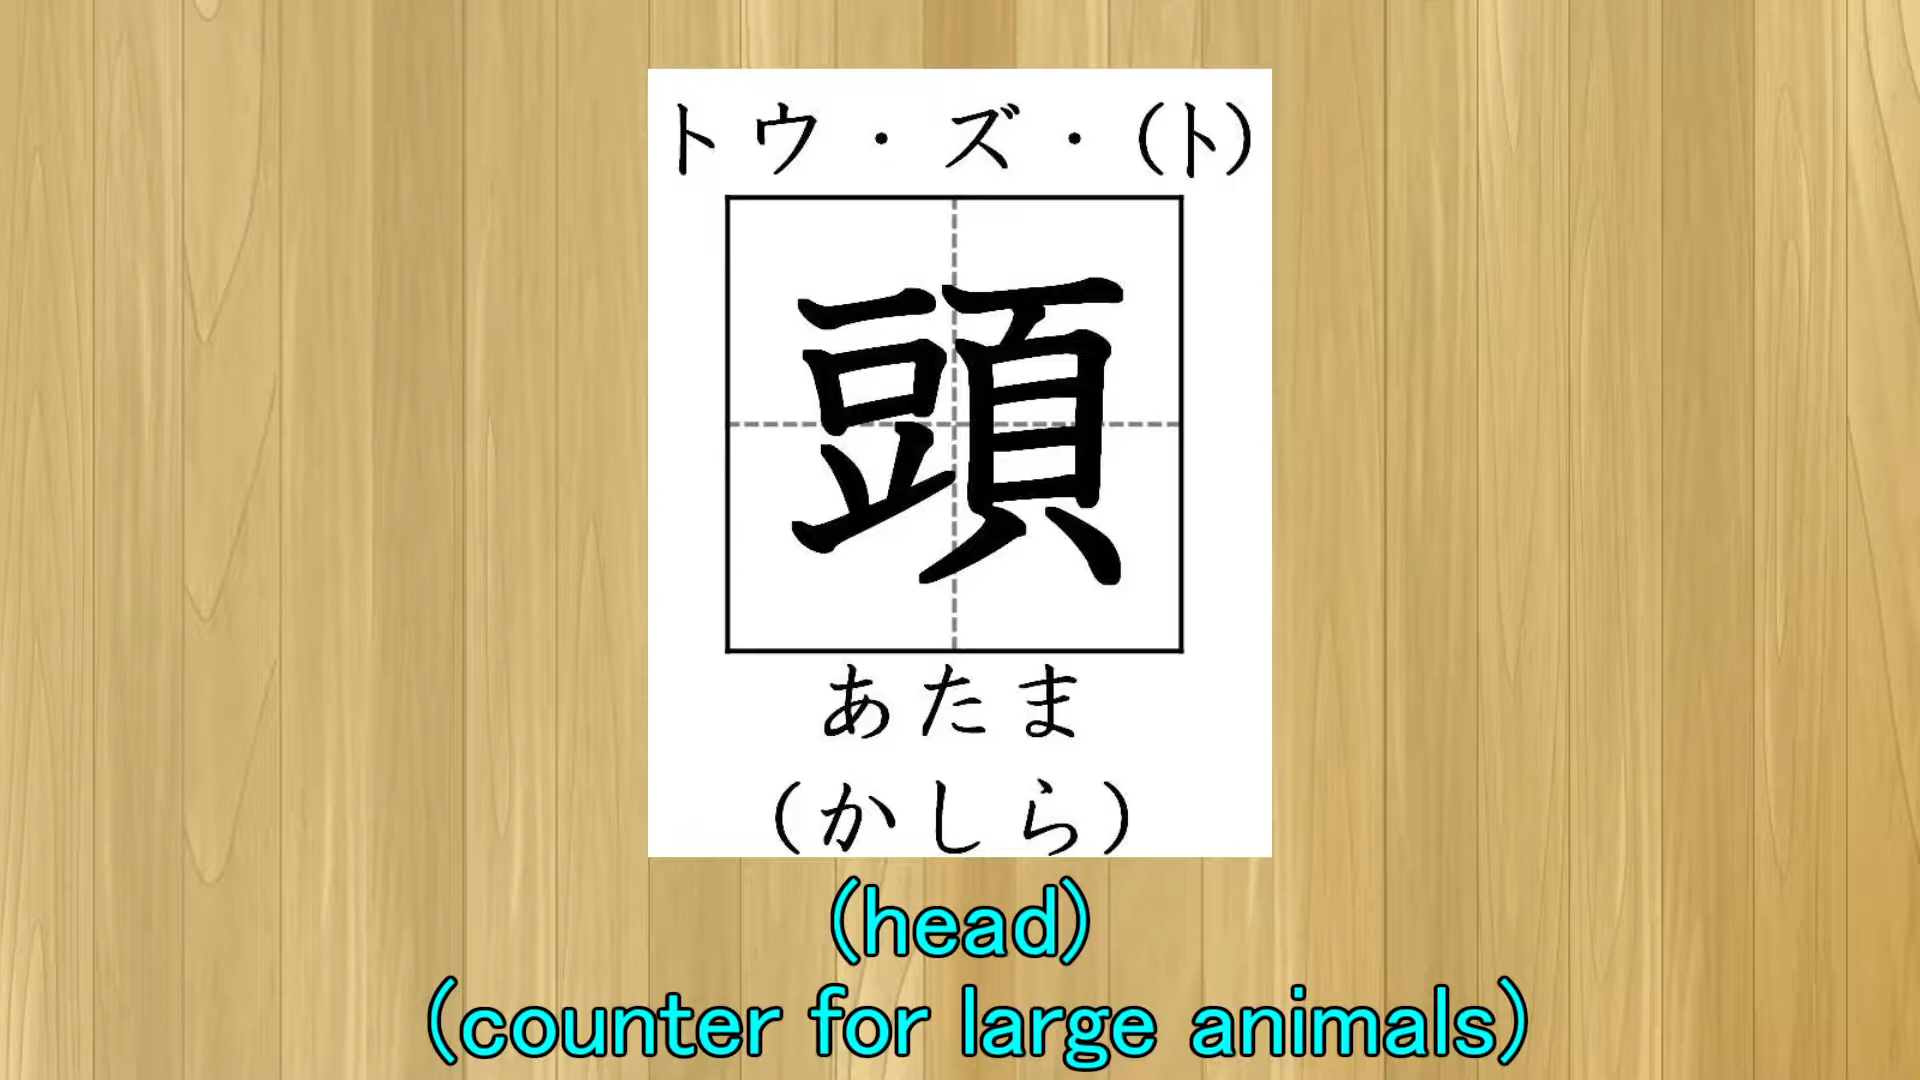 トウ・ズ・(ト)
頭
あたま
(かしら)
(head)
(counter for large animals)